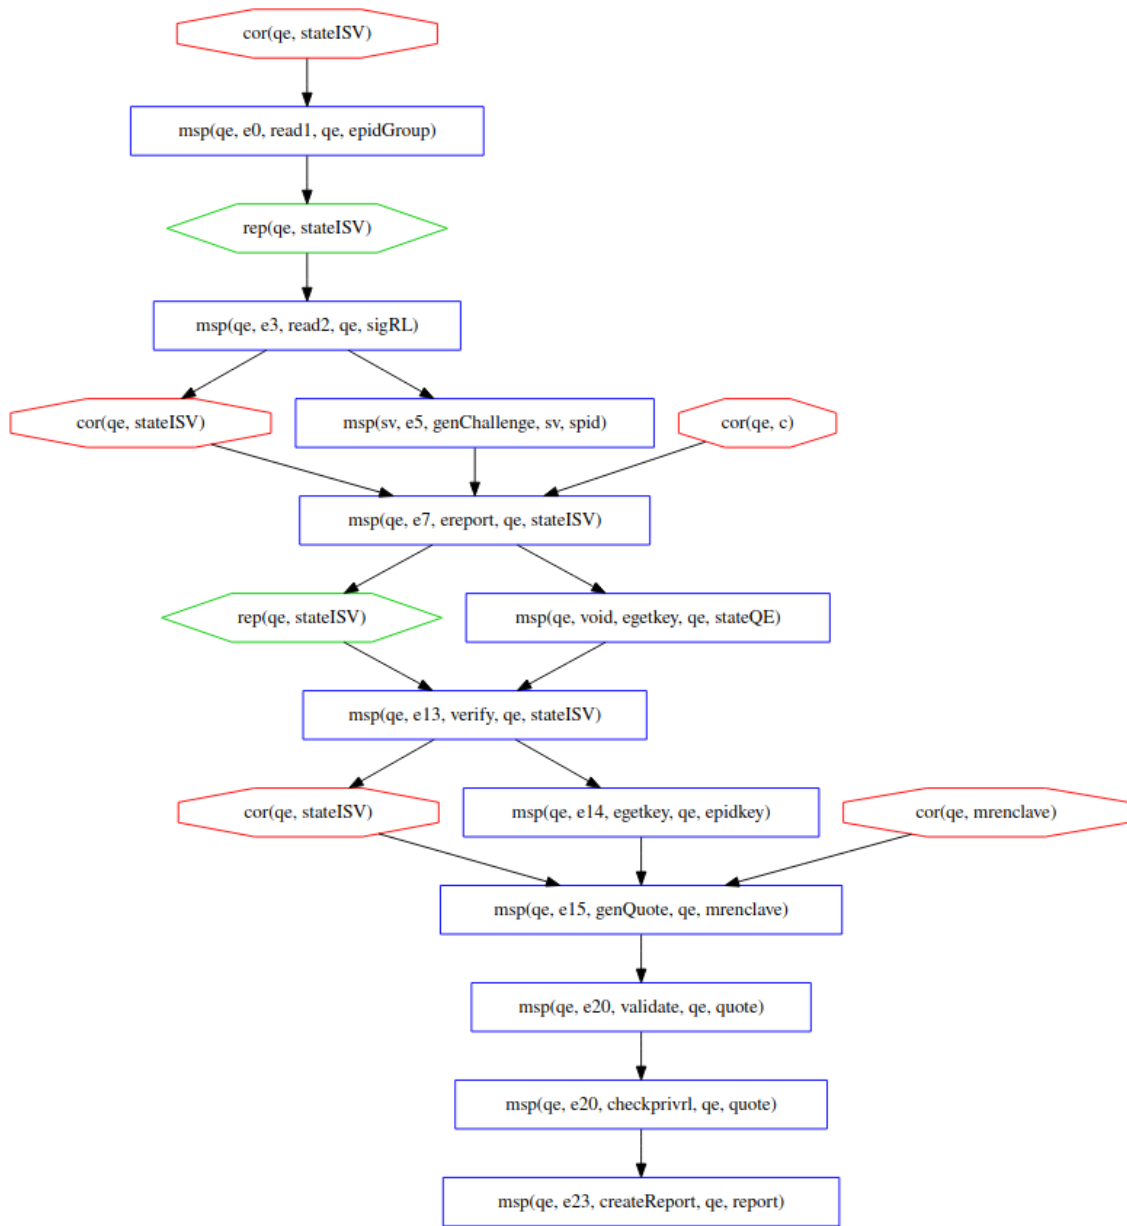 cor(qe, stateISV)
msp(qe, e0, read1, qe, epidGroup)
rep(qe, stateISV)
msp(qe, e3, read2, qe, sigRL)
cor(qe, stateISV)
msp(sv, e5, genChallenge, sv, spid)
cor(qe, c)
msp(qe, e7, ereport, qe, stateISV)
rep(qe, stateISV)
msp(qe, void, egetkey, qe, stateQE)
msp(qe, e13, verify, qe, stateISV)
cor(qe, stateISV)
msp(qe, e14, egetkey, qe, epidkey)
cor(qe, mrenclave)
msp(qe, e15, genQuote, qe, mrenclave)
msp(qe, e20, validate, qe, quote)
msp(qe, e20, checkprivrl, qe, quote)
msp(qe, e23, createReport, qe, report)